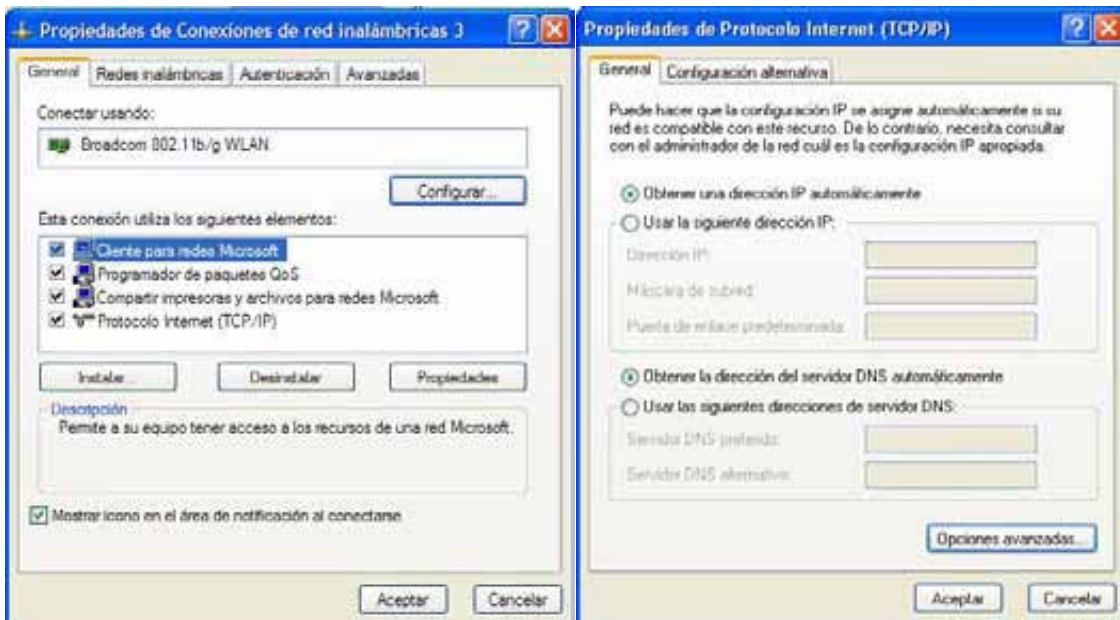 Propiedades de Conexiones de red inalámbricas 3
General
Redes inalámbricas
Autenticación
Avanzadas
Conectar usando:
Broadcom 802.11b/g WLAN
Configurar...
Esta conexión utiliza los siguientes elementos:
Cliente para redes Microsoft
Programador de paquetes QoS
Compartir impresoras y archivos para redes Microsoft
Protocolo Internet (TCP/IP)
Instalar...
Desinstalar
Propiedades
Descripción
Permite a su equipo tener acceso a los recursos de una red Microsoft.
Mostrar icono en el área de notificación al conectarse
Aceptar
Cancelar
Propiedades de Protocolo Internet (TCP/IP)
General
Configuración alternativa
Puede hacer que la configuración IP se asigne automáticamente si su
red es compatible con este recurso. De lo contrario, necesita consultar
con el administrador de la red cuál es la configuración IP apropiada.
Obtener una dirección IP automáticamente
Usar la siguiente dirección IP:
Dirección IP:
Máscara de subred:
Puerta de enlace predeterminada:
Obtener la dirección del servidor DNS automáticamente
Usar las siguientes direcciones de servidor DNS:
Servidor DNS preferido:
Servidor DNS alternativo:
Opciones avanzadas...
Aceptar
Cancelar